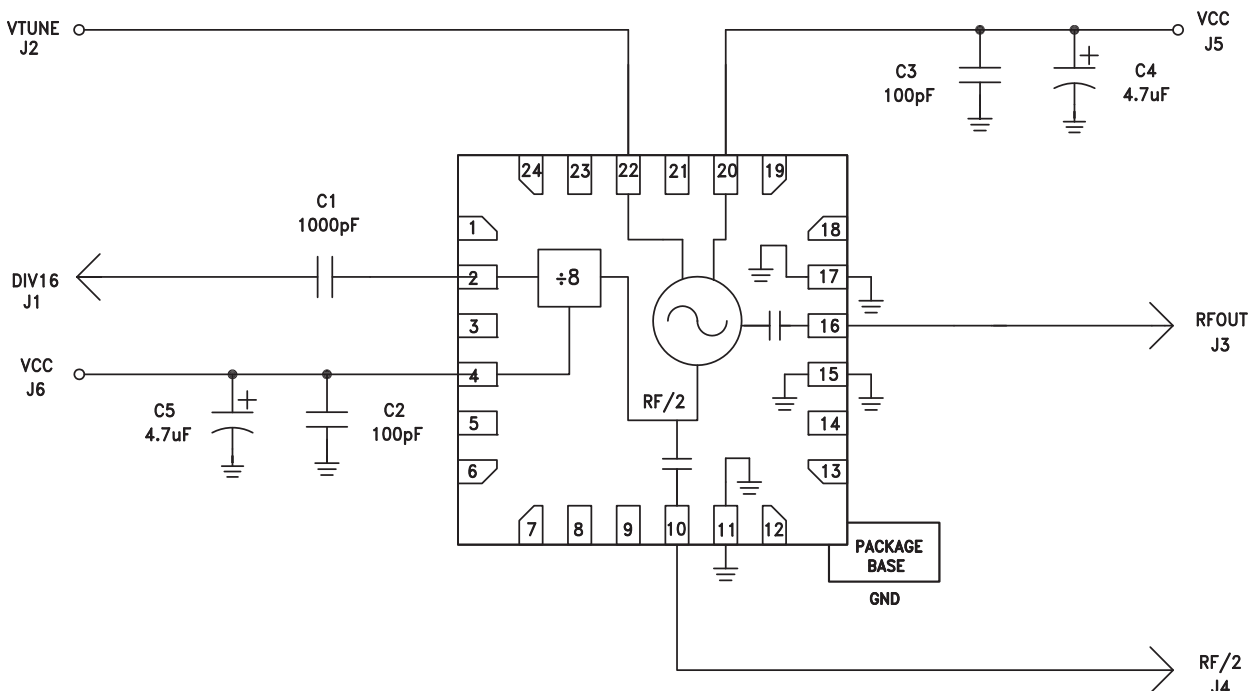 VTUNE
J2
VCC
J5
C3
100pF
C4
4.7uF
24
23
22
21
20
19
C1
1000pF
1
18
DIV16
J1
2
÷8
17
3
16
RFOUT
J3
VCC
J6
4
15
C5
4.7uF
C2
100pF
RF/2
5
14
6
13
7
8
9
10
11
12
PACKAGE
BASE
GND
RF/2
J4